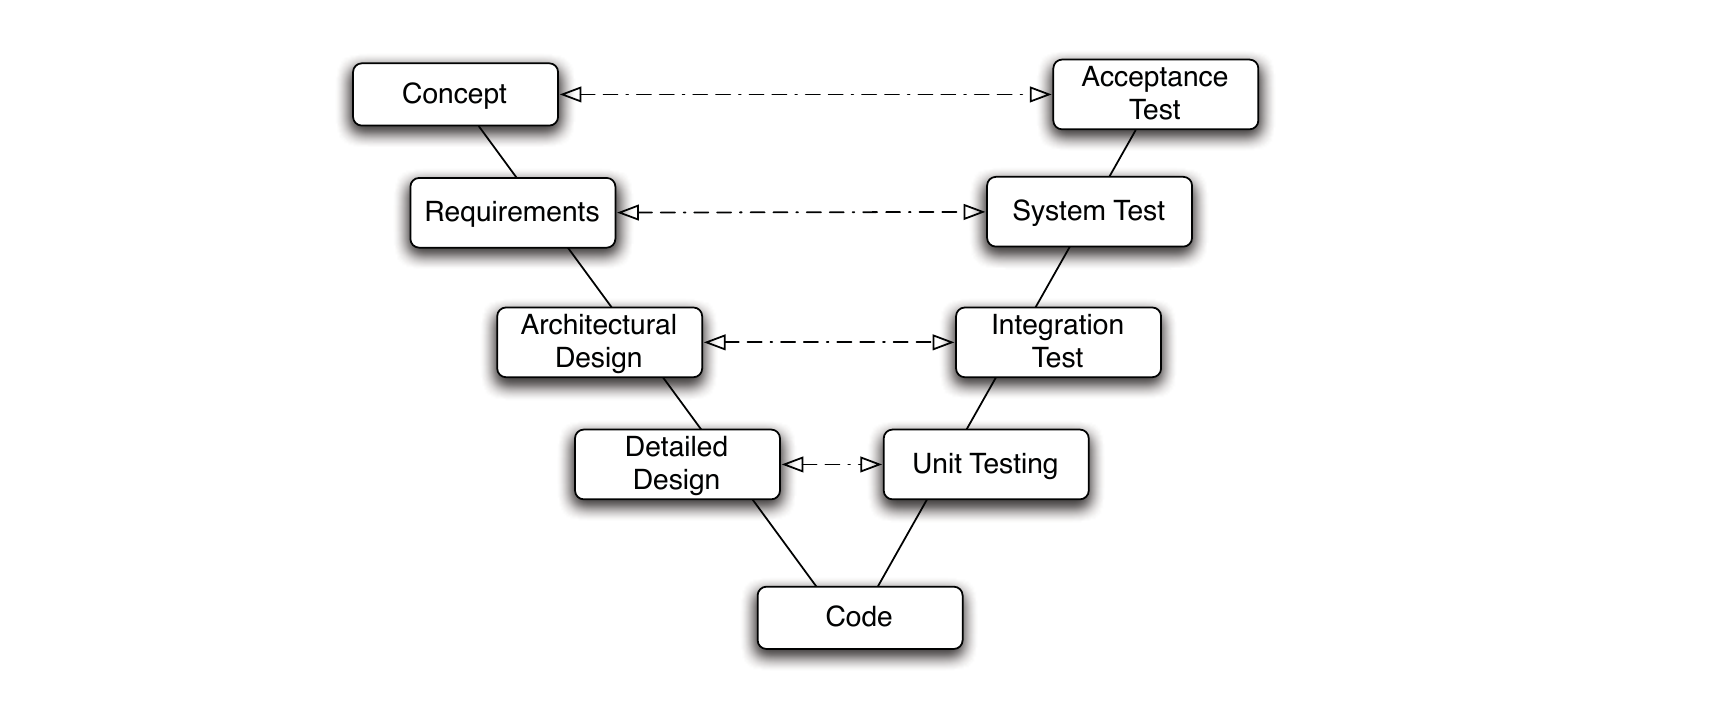 Concept
Acceptance
Test
Requirements
System Test
Architectural
Design
Integration
Test
Detailed
Design
Unit Testing
Code